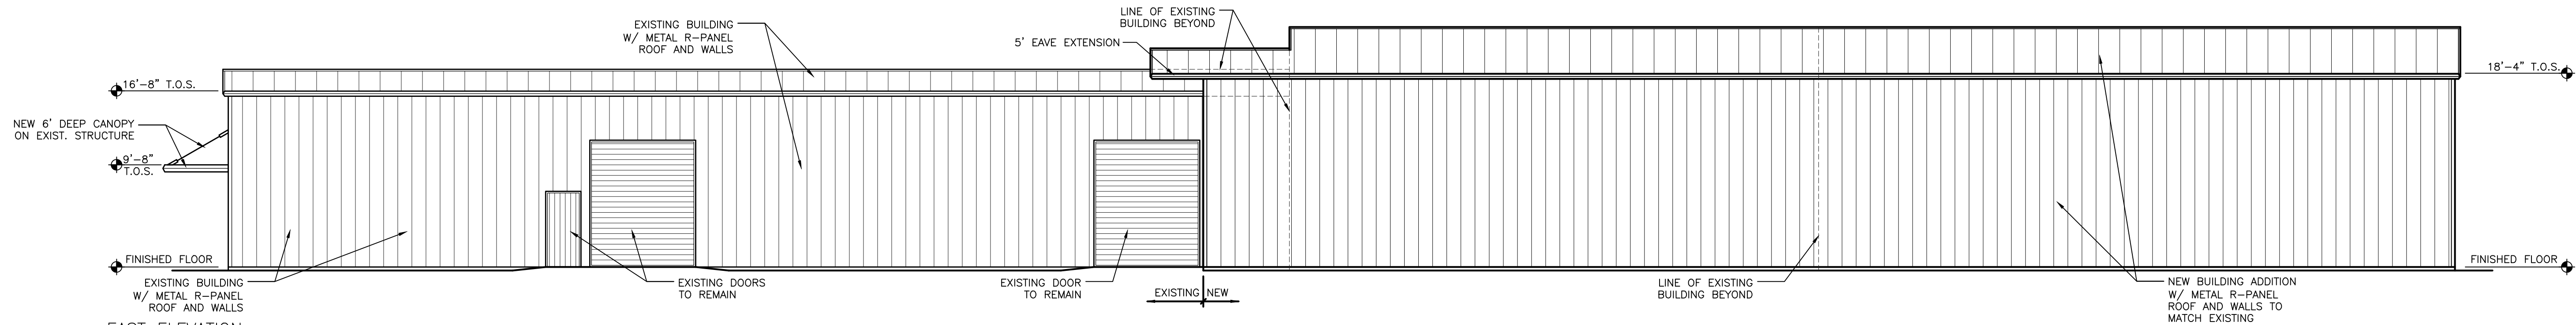 EXISTING BUILDING
W/ METAL R-PANEL
ROOF AND WALLS
LINE OF EXISTING
BUILDING BEYOND
5' EAVE EXTENSION
16'-8" T.O.S.
18'-4" T.O.S.
NEW 6' DEEP CANOPY
ON EXIST. STRUCTURE
9'-8"
T.O.S.
FINISHED FLOOR
FINISHED FLOOR
EXISTING BUILDING
W/ METAL R-PANEL
ROOF AND WALLS
EXISTING DOORS
TO REMAIN
EXISTING DOOR
TO REMAIN
EXISTING NEW
LINE OF EXISTING
BUILDING BEYOND
NEW BUILDING ADDITION
W/ METAL R-PANEL
ROOF AND WALLS TO
MATCH EXISTING
EAST ELEVATION